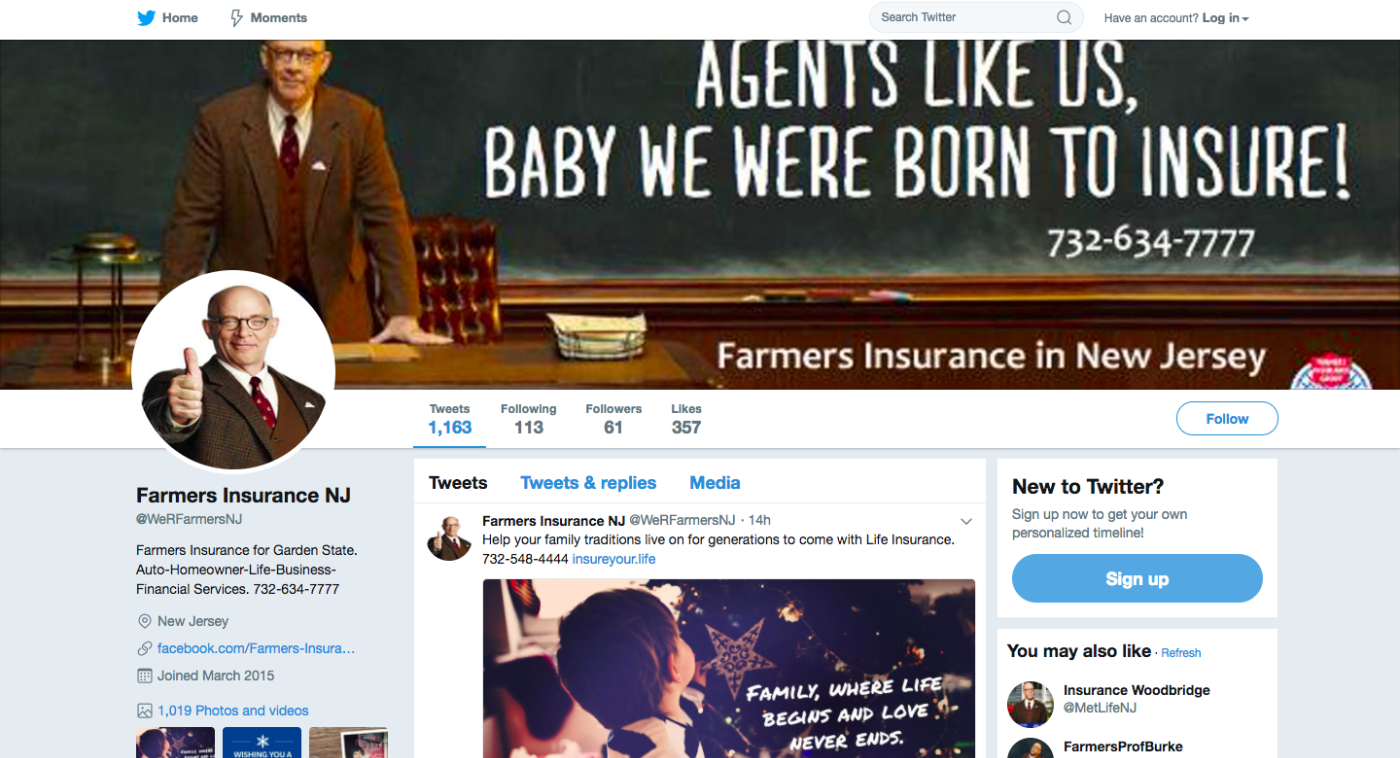 Home
Moments
Search Twitter
Have an account? Log in
AGENTS LIKE US,
BABY WE WERE BORN TO INSURE!
732-634-7777
Farmers Insurance in New Jersey
FARMERS
INSURANCE
GROUP
Tweets
1,163
Following
113
Followers
61
Likes
357
Follow
Farmers Insurance NJ
@WeRFarmersNJ
Farmers Insurance for Garden State.
Auto-Homeowner-Life-Business-
Financial Services. 732-634-7777
New Jersey
facebook.com/Farmers-Insura…
Joined March 2015
1,019 Photos and videos
WISHING YOU A
Tweets
Tweets & replies
Media
Farmers Insurance NJ @WeRFarmersNJ · 14h
Help your family traditions live on for generations to come with Life Insurance.
732-548-4444 insureyour.life
FAMILY, WHERE LIFE
BEGINS AND LOVE
NEVER ENDS.
New to Twitter?
Sign up now to get your own
personalized timeline!
Sign up
You may also like · Refresh
Insurance Woodbridge
@MetLifeNJ
FarmersProfBurke